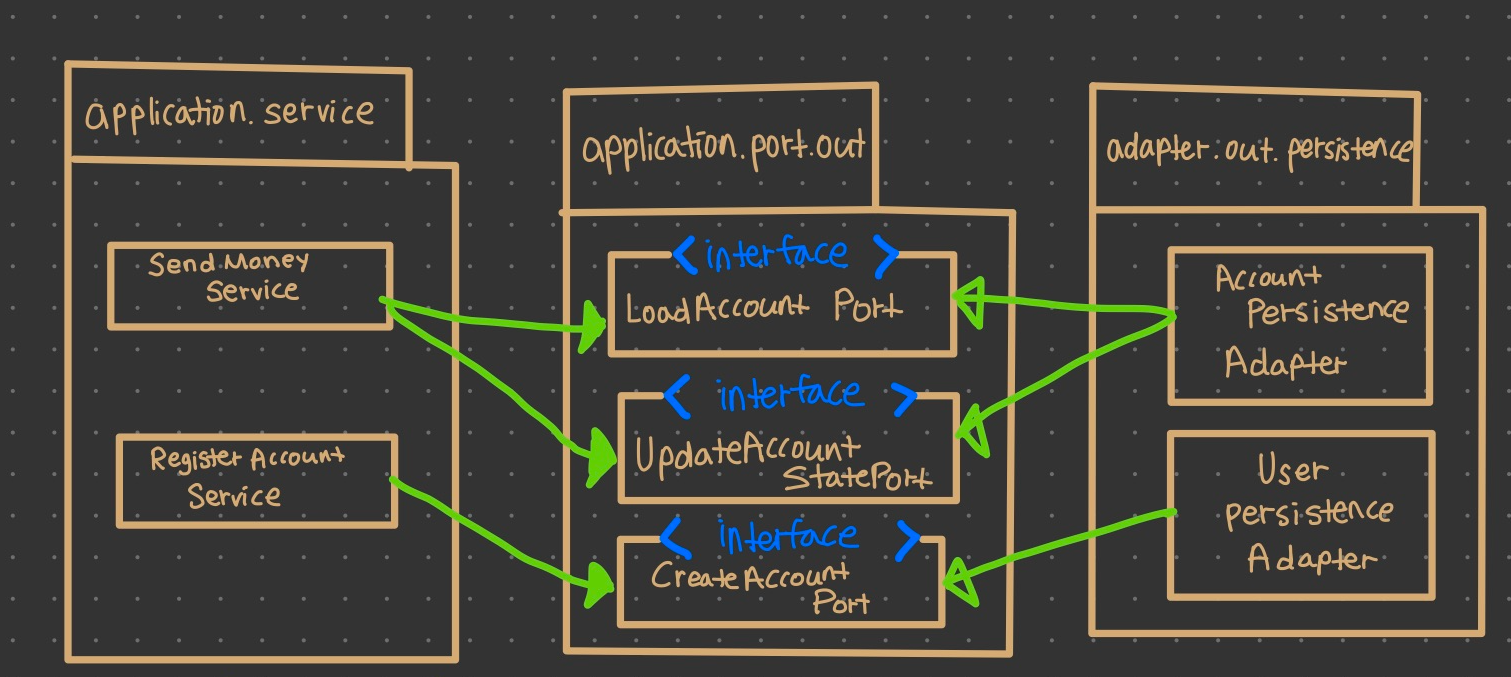 application.service
Send Money
Service
Register Account
Service
application.port.out
<interface>
LoadAccount Port
<interface>
UpdateAccount
StatePort
<interface>
CreateAccount
Port
adapter.out.persistence
Account
Persistence
Adapter
User
persistence
Adapter